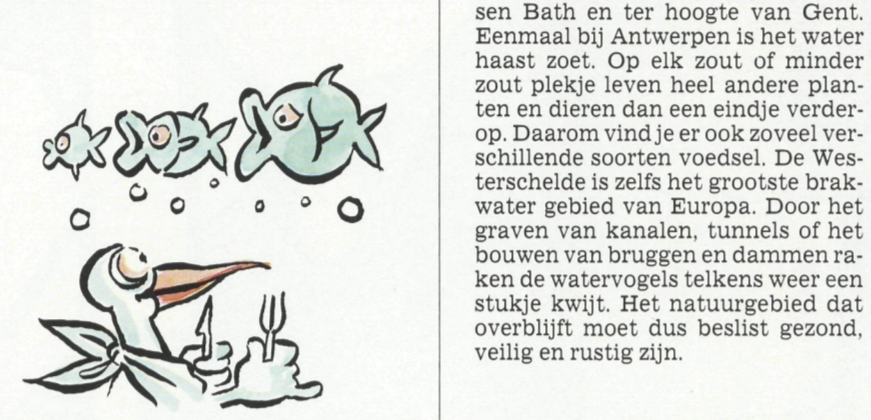 sen Bath en ter hoogte van Gent.
Eenmaal bij Antwerpen is het water
haast zoet. Op elk zout of minder
zout plekje leven heel andere plan-
ten en dieren dan een eindje verder-
op. Daarom vind je er ook zoveel ver-
schillende soorten voedsel. De Wes-
terschelde is zelfs het grootste brak-
water gebied van Europa. Door het
graven van kanalen, tunnels of het
bouwen van bruggen en dammen ra-
ken de watervogels telkens weer een
stukje kwijt. Het natuurgebied dat
overblijft moet dus beslist gezond,
veilig en rustig zijn.